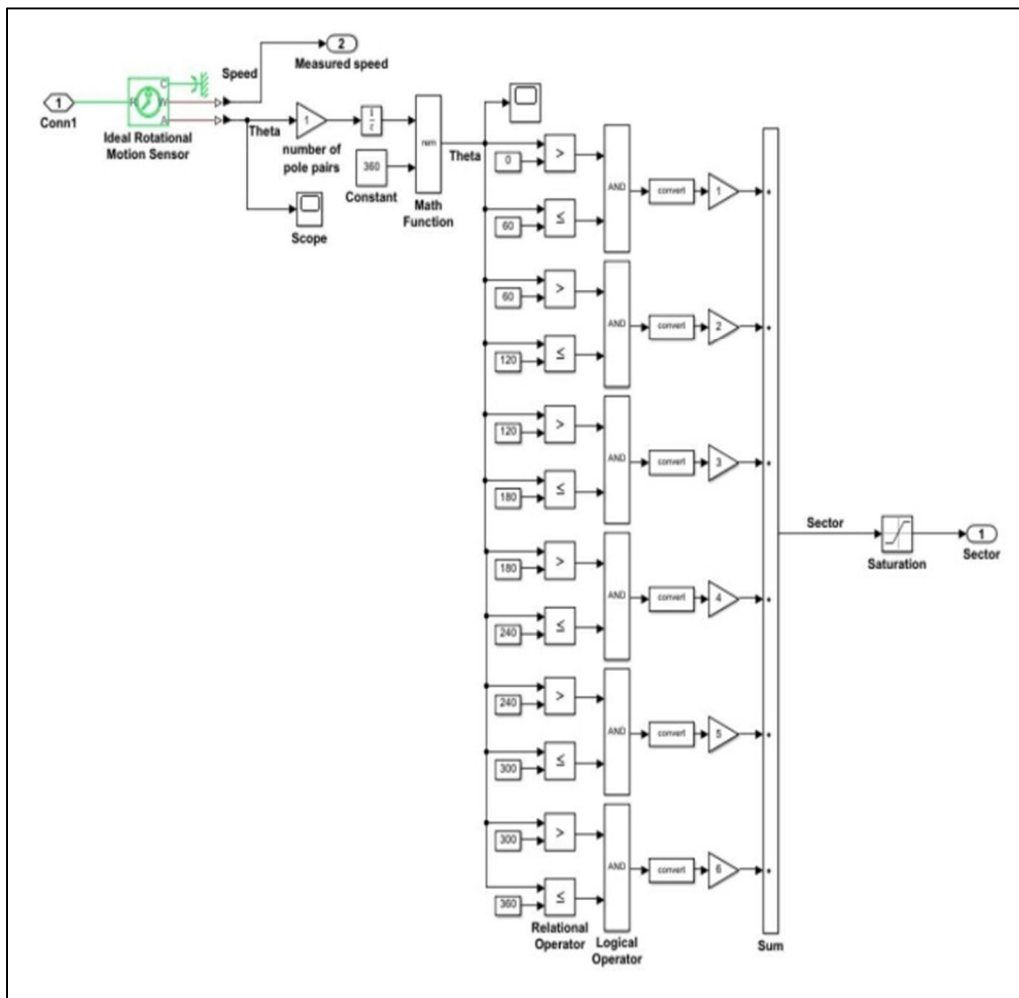 2
Measured speed
Speed
1
Conn1
R
C
W
A
Ideal Rotational
Motion Sensor
Theta
1
number of
pole pairs
360
Constant
rem
Math
Function
Scope
Theta
0
>
60
≤
AND
convert
1
60
>
120
≤
AND
convert
2
120
>
180
≤
AND
convert
3
180
>
240
≤
AND
convert
4
240
>
300
≤
AND
convert
5
300
>
360
≤
AND
convert
6
Relational
Operator
Logical
Operator
Sum
Sector
Saturation
1
Sector